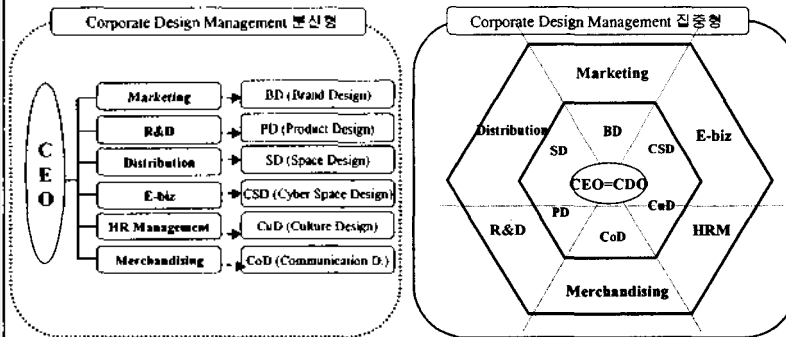 Corporate Design Management 분신형
CEO
Marketing
BD (Brand Design)
R&D
PD (Product Design)
Distribution
SD (Space Design)
E-biz
CSD (Cyber Space Design)
HR Management
CuD (Culture Design)
Merchandising
CoD (Communication D.)
Corporate Design Management 집중형
Marketing
Distribution
E-biz
BD
SD
CSD
CEO=CDO
PD
CuD
CoD
R&D
HRM
Merchandising